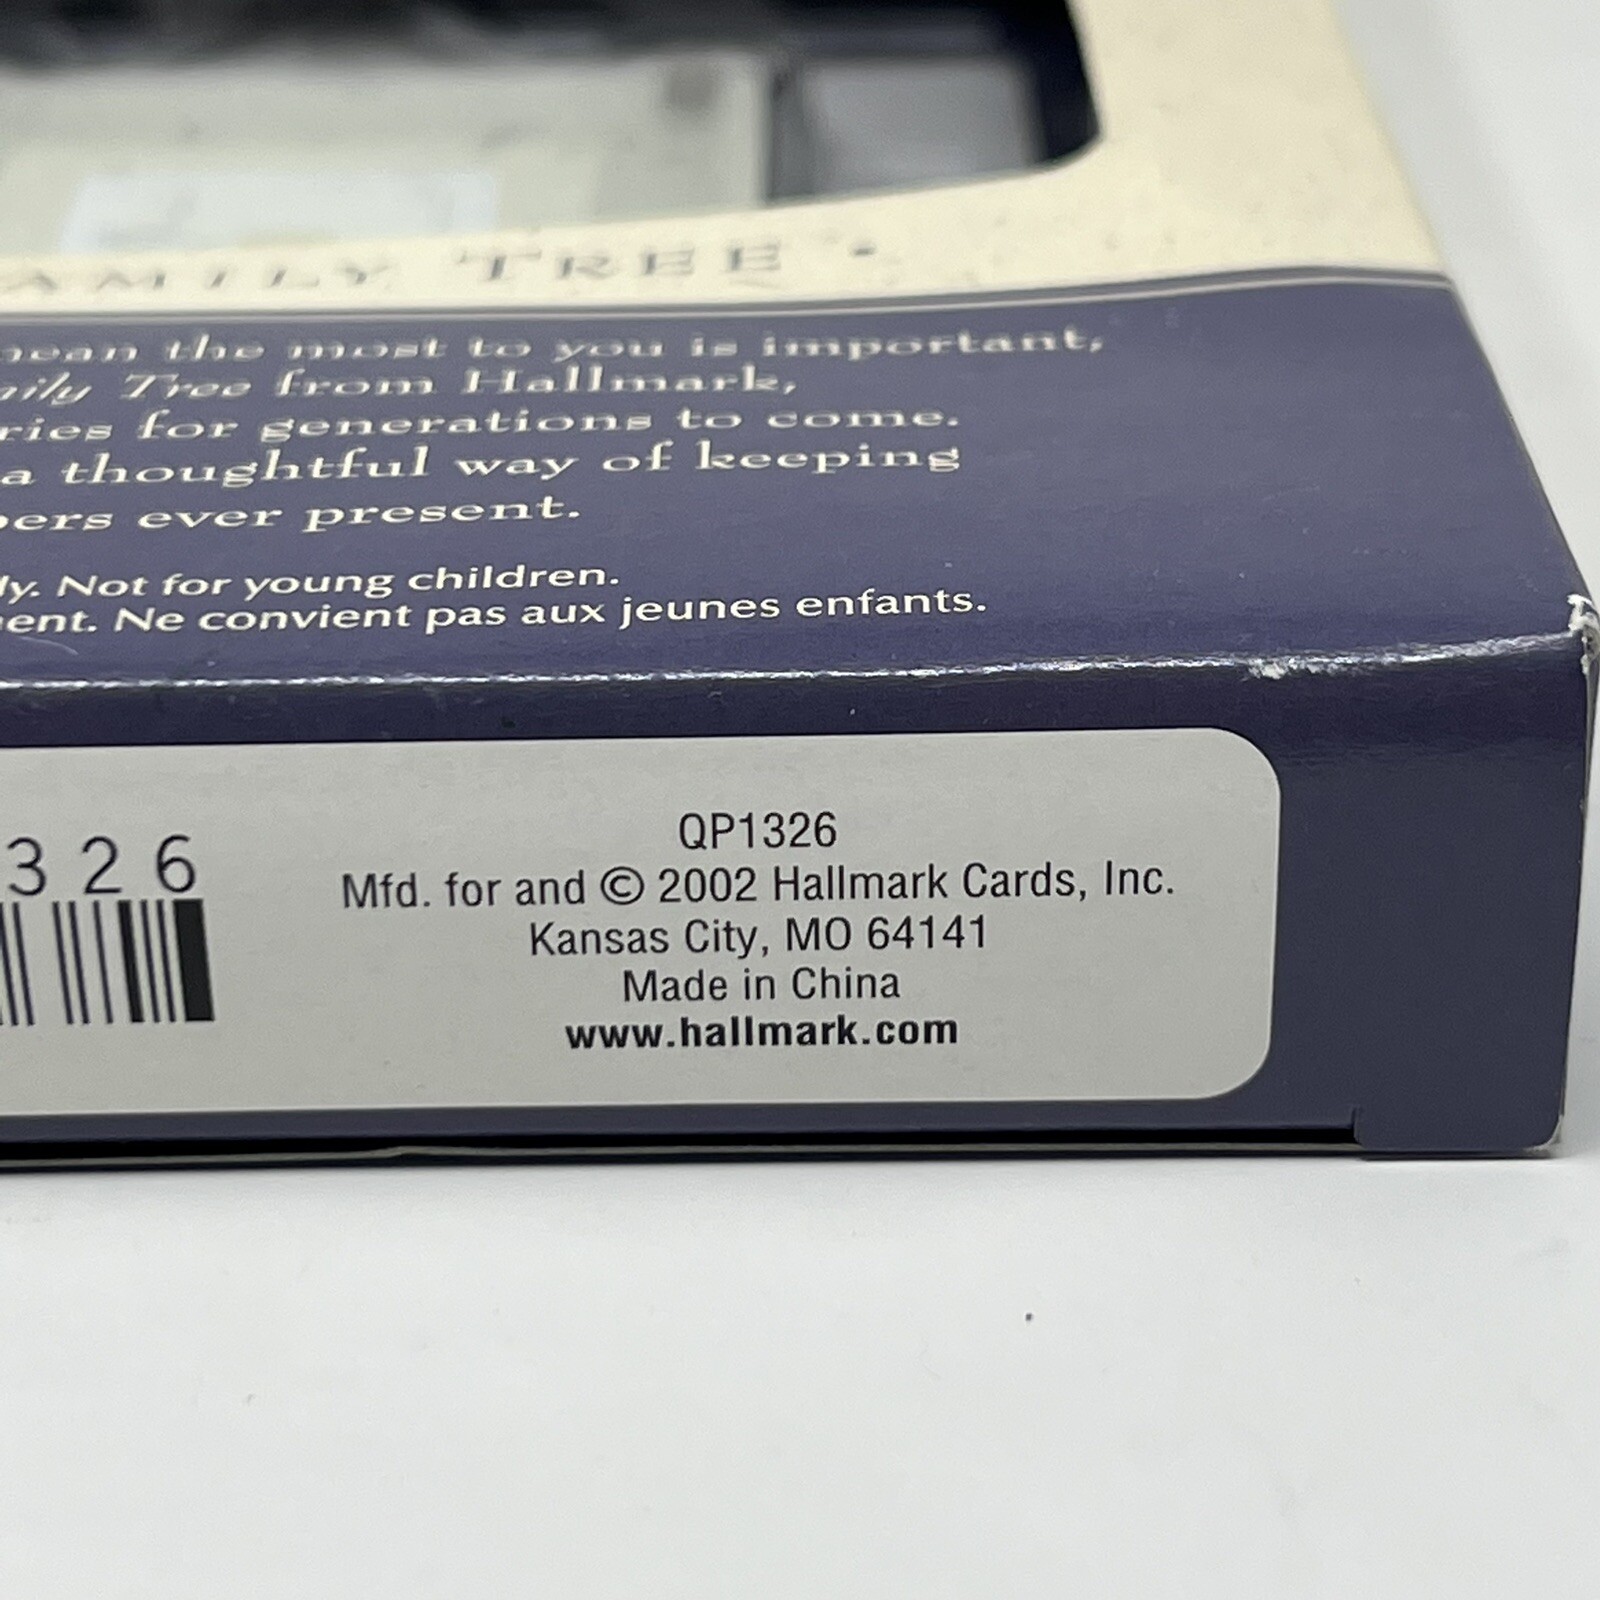 AMILY TREE •
mean the most to you is important,
mily Tree from Hallmark,
ries for generations to come.
a thoughtful way of keeping
bers ever present.
ly. Not for young children.
ent. Ne convient pas aux jeunes enfants.
326
QP1326
Mfd. for and © 2002 Hallmark Cards, Inc.
Kansas City, MO 64141
Made in China
www.hallmark.com